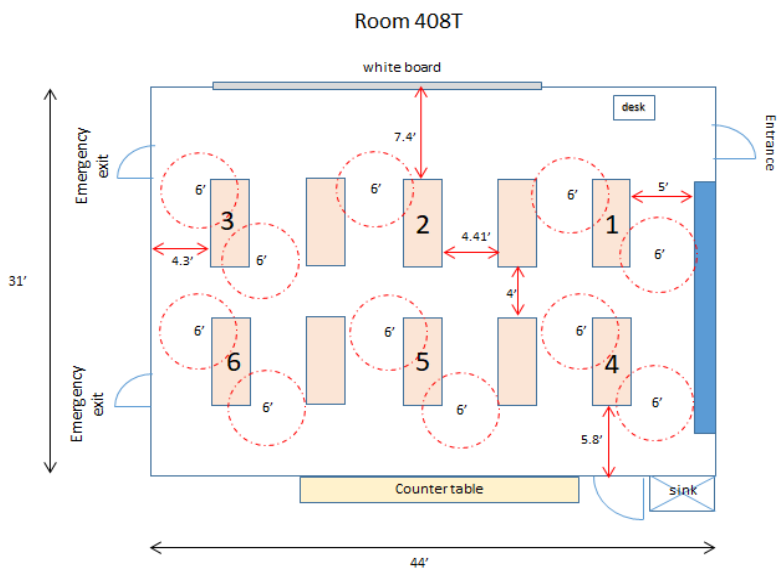 Room 408T
white board
desk
7.4'
Emergency
exit
Entrance
6'
6'
6'
5'
3
2
1
4.41'
4.3'
6'
6'
31'
4'
6'
6'
6'
6
5
4
Emergency
exit
6'
6'
6'
5.8'
Counter table
sink
44'